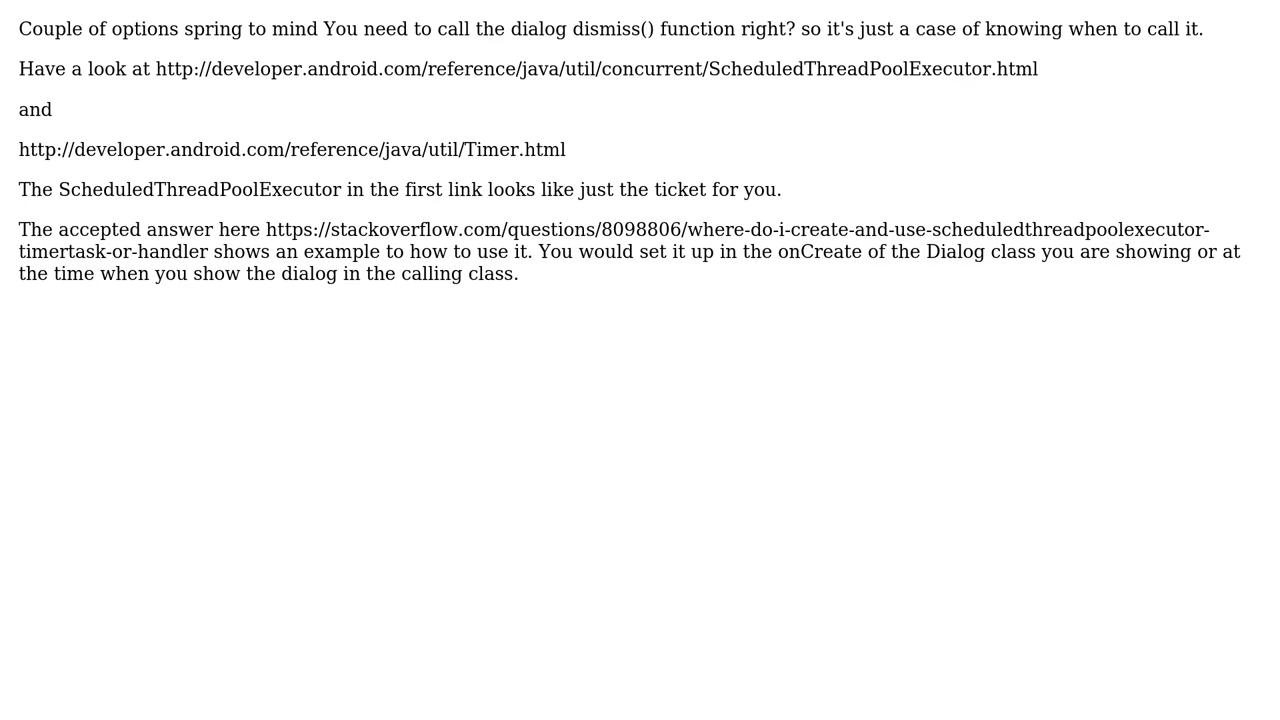 Couple of options spring to mind You need to call the dialog dismiss() function right? so it's just a case of knowing when to call it.
Have a look at http://developer.android.com/reference/java/util/concurrent/ScheduledThreadPoolExecutor.html
and
http://developer.android.com/reference/java/util/Timer.html
The ScheduledThreadPoolExecutor in the first link looks like just the ticket for you.
The accepted answer here https://stackoverflow.com/questions/8098806/where-do-i-create-and-use-scheduledthreadpoolexecutor-
timertask-or-handler shows an example to how to use it. You would set it up in the onCreate of the Dialog class you are showing or at
the time when you show the dialog in the calling class.